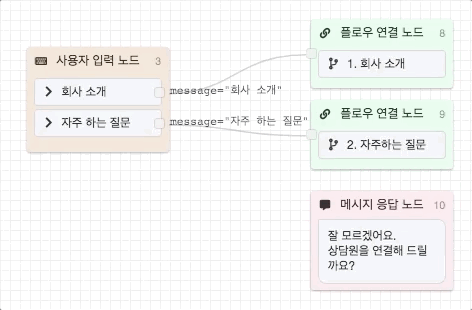 사용자 입력 노드 3
회사 소개
자주 하는 질문
message="회사 소개"
message="자주 하는 질문"
플로우 연결 노드 8
1. 회사 소개
플로우 연결 노드 9
2. 자주하는 질문
메시지 응답 노드 10
잘 모르겠어요.
상담원을 연결해 드릴
까요?